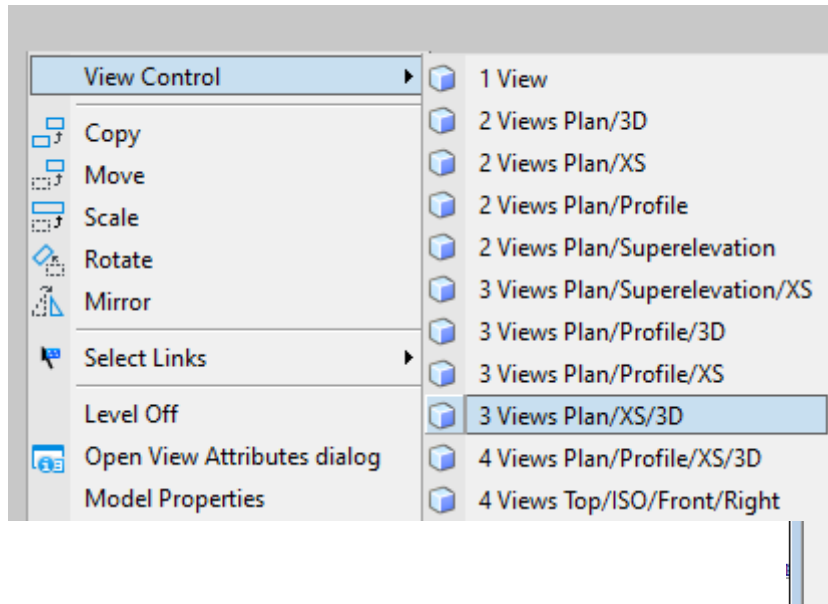 View Control
Copy
Move
Scale
Rotate
Mirror
Select Links
Level Off
Open View Attributes dialog
Model Properties
1 View
2 Views Plan/3D
2 Views Plan/XS
2 Views Plan/Profile
2 Views Plan/Superelevation
3 Views Plan/Superelevation/XS
3 Views Plan/Profile/3D
3 Views Plan/Profile/XS
3 Views Plan/XS/3D
4 Views Plan/Profile/XS/3D
4 Views Top/ISO/Front/Right